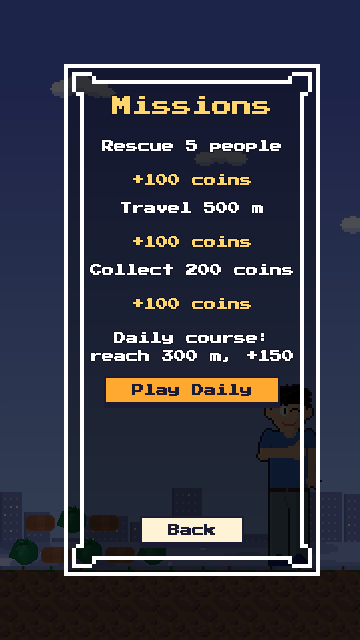 Missions
Rescue 5 people
+100 coins
Travel 500 m
+100 coins
Collect 200 coins
+100 coins
Daily course:
reach 300 m, +150
Play Daily
Back